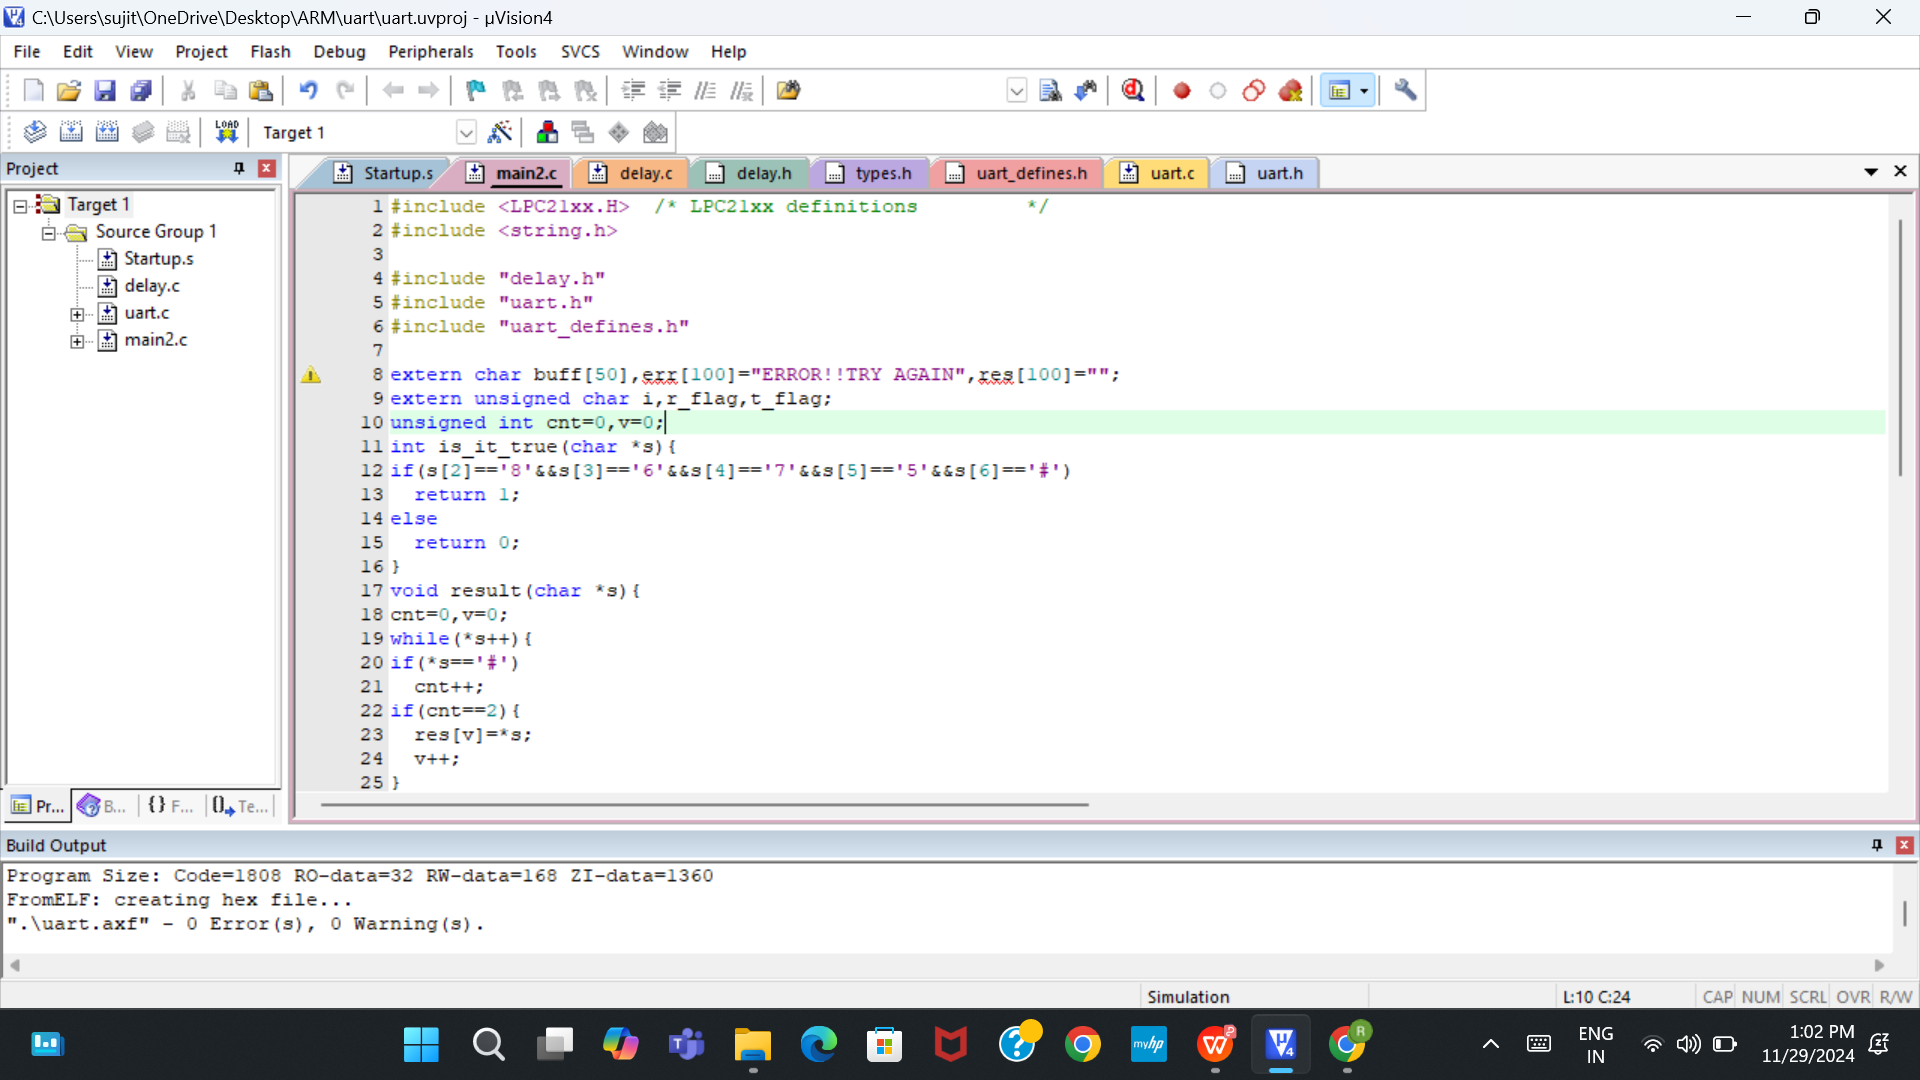 C:\Users\sujit\OneDrive\Desktop\ARM\uart\uart.uvproj - µVision4
File Edit View Project Flash Debug Peripherals Tools SVCS Window Help
LOAD Target 1
Project
Startup.s main2.c delay.c delay.h types.h uart_defines.h uart.c uart.h
Target 1
Source Group 1
Startup.s
delay.c
uart.c
main2.c
Pr... B... {} F... Te...
1 #include <LPC21xx.H> /* LPC21xx definitions */
2 #include <string.h>
3
4 #include "delay.h"
5 #include "uart.h"
6 #include "uart_defines.h"
7
8 extern char buff[50],err[100]="ERROR!!TRY AGAIN",res[100]="";
9 extern unsigned char i,r_flag,t_flag;
10 unsigned int cnt=0,v=0;
11 int is_it_true(char *s){
12 if(s[2]=='8'&&s[3]=='6'&&s[4]=='7'&&s[5]=='5'&&s[6]=='#')
13 return 1;
14 else
15 return 0;
16 }
17 void result(char *s){
18 cnt=0,v=0;
19 while(*s++){
20 if(*s=='#')
21 cnt++;
22 if(cnt==2){
23 res[v]=*s;
24 v++;
25 }
Build Output
Program Size: Code=1808 RO-data=32 RW-data=168 ZI-data=1360
FromELF: creating hex file...
".\uart.axf" - 0 Error(s), 0 Warning(s).
Simulation L:10 C:24 CAP NUM SCRL OVR R/W
myhp
R
ENG
IN
1:02 PM
11/29/2024